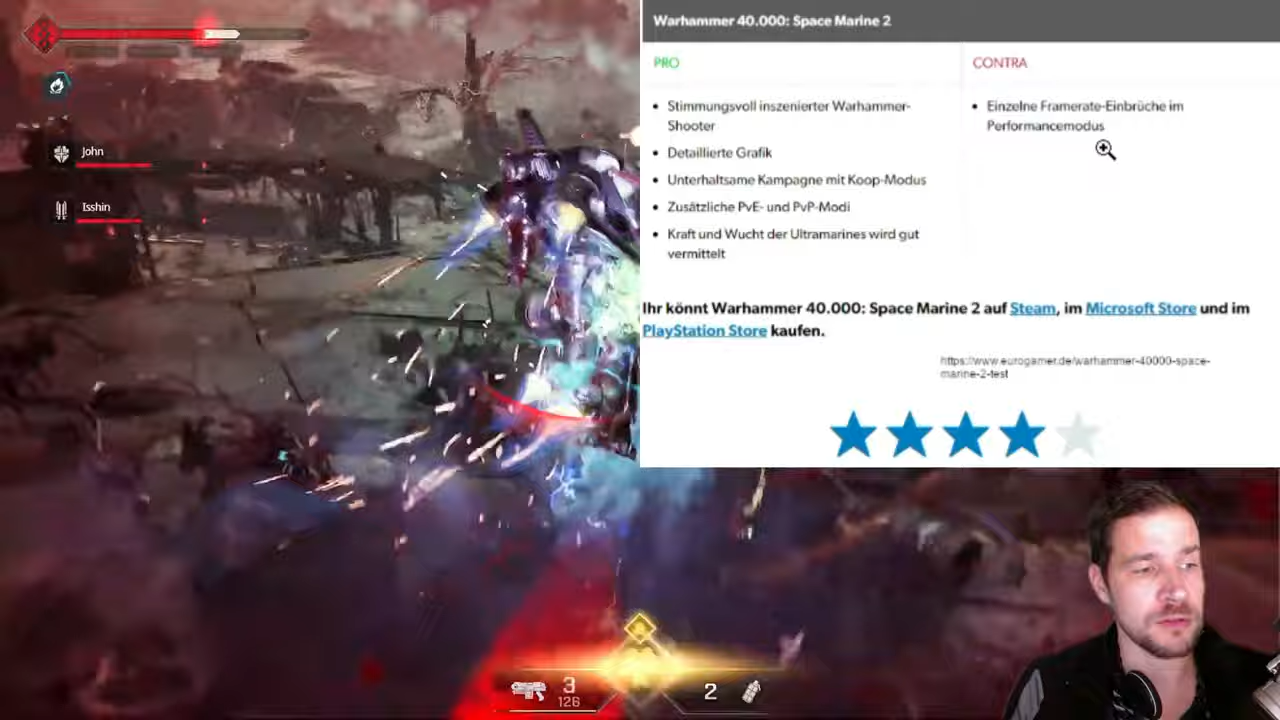 John
Isshin
Warhammer 40.000: Space Marine 2
PRO
Stimmungsvoll inszenierter Warhammer-
Shooter
Detaillierte Grafik
Unterhaltsame Kampagne mit Koop-Modus
Zusätzliche PvE- und PvP-Modi
Kraft und Wucht der Ultramarines wird gut
vermittelt
CONTRA
Einzelne Framerate-Einbrüche im
Performancemodus
Ihr könnt Warhammer 40.000: Space Marine 2 auf Steam, im Microsoft Store und im
PlayStation Store kaufen.
https://www.eurogamer.de/warhammer-40000-space-
marine-2-test
3
126
2